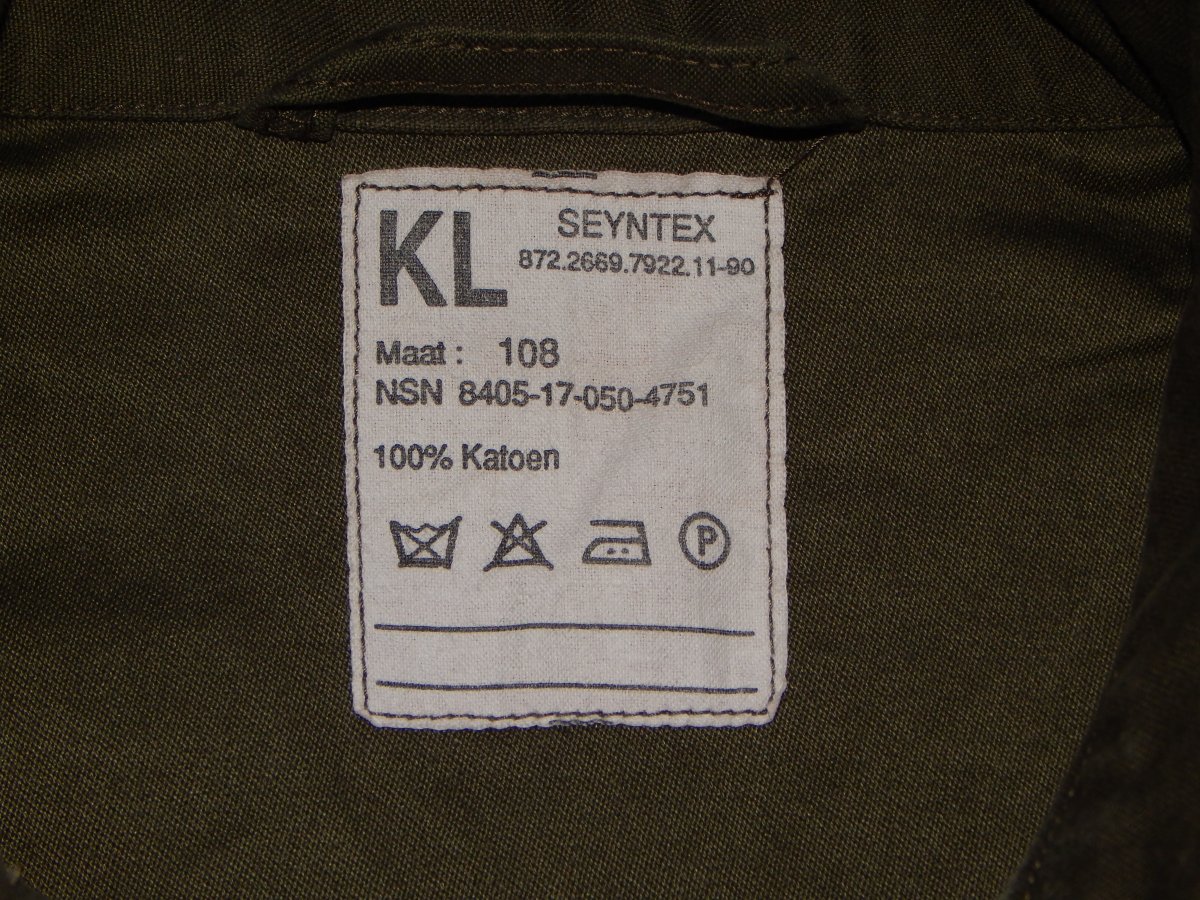 KL
SEYNTEX
872.2669.7922.11-90
Maat : 108
NSN 8405-17-050-4751
100% Katoen
P